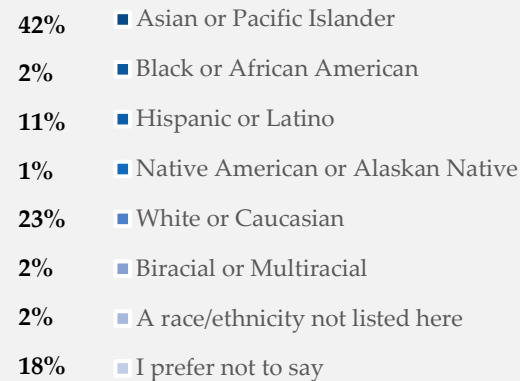 42% Asian or Pacific Islander
2% Black or African American
11% Hispanic or Latino
1% Native American or Alaskan Native
23% White or Caucasian
2% Biracial or Multiracial
2% A race/ethnicity not listed here
18% I prefer not to say